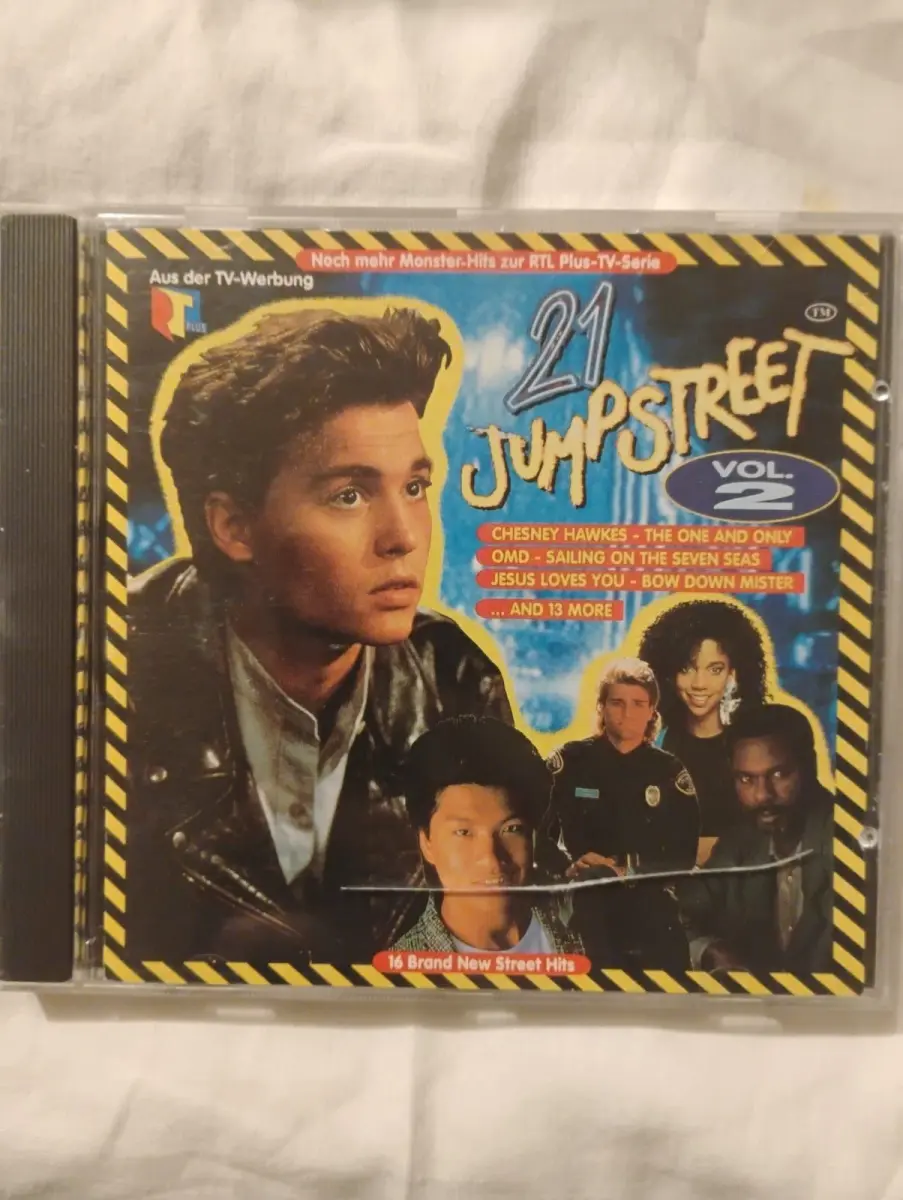 Noch mehr Monster-Hits zur RTL Plus-TV-Serie
Aus der TV-Werbung
RTL
PLUS
21
JUMPSTREET
TM
VOL.
2
CHESNEY HAWKES - THE ONE AND ONLY
OMD - SAILING ON THE SEVEN SEAS
JESUS LOVES YOU - BOW DOWN MISTER
... AND 13 MORE
16 Brand New Street Hits